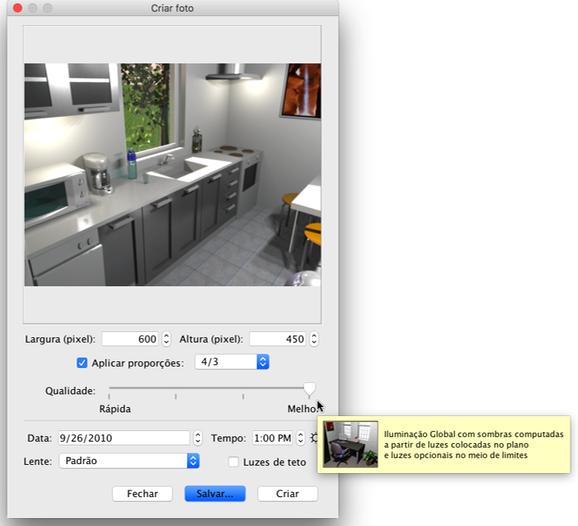 Criar foto
Largura (pixel): 600 Altura (pixel): 450
Aplicar proporções: 4/3
Qualidade:
Rápida Melhor
Data: 9/26/2010 Tempo: 1:00 PM
Iluminação Global com sombras computadas
a partir de luzes colocadas no plano
e luzes opcionais no meio de limites
Lente: Padrão Luzes de teto
Fechar Salvar... Criar